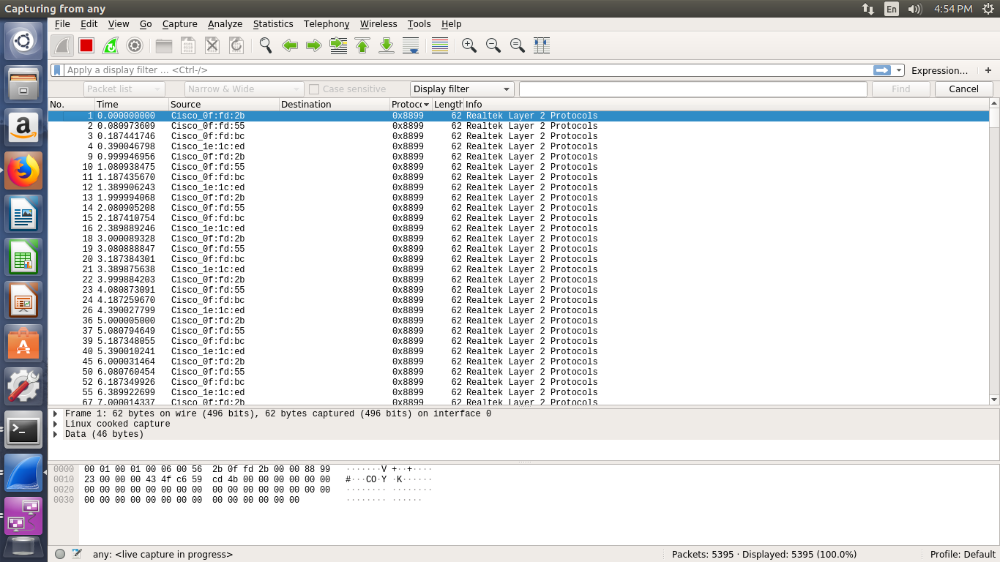 Capturing from any
En
4:54 PM
File Edit View Go Capture Analyze Statistics Telephony Wireless Tools Help
Apply a display filter ... <Ctrl-/>
Expression...
+
Packet list
Narrow & Wide
Case sensitive
Display filter
Find
Cancel
No. Time Source Destination Protoc Length Info
1 0.000000000 Cisco_0f:fd:2b 0x8899 62 Realtek Layer 2 Protocols
2 0.080973609 Cisco_0f:fd:55 0x8899 62 Realtek Layer 2 Protocols
3 0.187441746 Cisco_0f:fd:bc 0x8899 62 Realtek Layer 2 Protocols
4 0.390046798 Cisco_1e:1c:ed 0x8899 62 Realtek Layer 2 Protocols
9 0.999946956 Cisco_0f:fd:2b 0x8899 62 Realtek Layer 2 Protocols
10 1.080938475 Cisco_0f:fd:55 0x8899 62 Realtek Layer 2 Protocols
11 1.187435670 Cisco_0f:fd:bc 0x8899 62 Realtek Layer 2 Protocols
12 1.389906243 Cisco_1e:1c:ed 0x8899 62 Realtek Layer 2 Protocols
13 1.999994068 Cisco_0f:fd:2b 0x8899 62 Realtek Layer 2 Protocols
14 2.080905208 Cisco_0f:fd:55 0x8899 62 Realtek Layer 2 Protocols
15 2.187410754 Cisco_0f:fd:bc 0x8899 62 Realtek Layer 2 Protocols
16 2.389889246 Cisco_1e:1c:ed 0x8899 62 Realtek Layer 2 Protocols
18 3.000089328 Cisco_0f:fd:2b 0x8899 62 Realtek Layer 2 Protocols
19 3.080888847 Cisco_0f:fd:55 0x8899 62 Realtek Layer 2 Protocols
20 3.187384301 Cisco_0f:fd:bc 0x8899 62 Realtek Layer 2 Protocols
21 3.389875638 Cisco_1e:1c:ed 0x8899 62 Realtek Layer 2 Protocols
22 3.999884203 Cisco_0f:fd:2b 0x8899 62 Realtek Layer 2 Protocols
23 4.080873091 Cisco_0f:fd:55 0x8899 62 Realtek Layer 2 Protocols
24 4.187259670 Cisco_0f:fd:bc 0x8899 62 Realtek Layer 2 Protocols
26 4.390027799 Cisco_1e:1c:ed 0x8899 62 Realtek Layer 2 Protocols
36 5.000005000 Cisco_0f:fd:2b 0x8899 62 Realtek Layer 2 Protocols
37 5.080794649 Cisco_0f:fd:55 0x8899 62 Realtek Layer 2 Protocols
39 5.187348055 Cisco_0f:fd:bc 0x8899 62 Realtek Layer 2 Protocols
40 5.390010241 Cisco_1e:1c:ed 0x8899 62 Realtek Layer 2 Protocols
45 6.000031464 Cisco_0f:fd:2b 0x8899 62 Realtek Layer 2 Protocols
50 6.080760454 Cisco_0f:fd:55 0x8899 62 Realtek Layer 2 Protocols
52 6.187349926 Cisco_0f:fd:bc 0x8899 62 Realtek Layer 2 Protocols
55 6.389922699 Cisco_1e:1c:ed 0x8899 62 Realtek Layer 2 Protocols
67 7.000014337 Cisco_0f:fd:2b 0x8899 62 Realtek Layer 2 Protocols
Frame 1: 62 bytes on wire (496 bits), 62 bytes captured (496 bits) on interface 0
Linux cooked capture
Data (46 bytes)
0000 00 01 00 01 00 06 00 56 2b 0f fd 2b 00 00 88 99 ·······V +··+····
0010 23 00 00 00 43 4f c6 59 cd 4b 00 00 00 00 00 00 #···CO·Y ·K······
0020 00 00 00 00 00 00 00 00 00 00 00 00 00 00 00 00 ········ ········
0030 00 00 00 00 00 00 00 00 00 00 00 00 00 00 ········ ······
any: <live capture in progress>
Packets: 5395 · Displayed: 5395 (100.0%)
Profile: Default